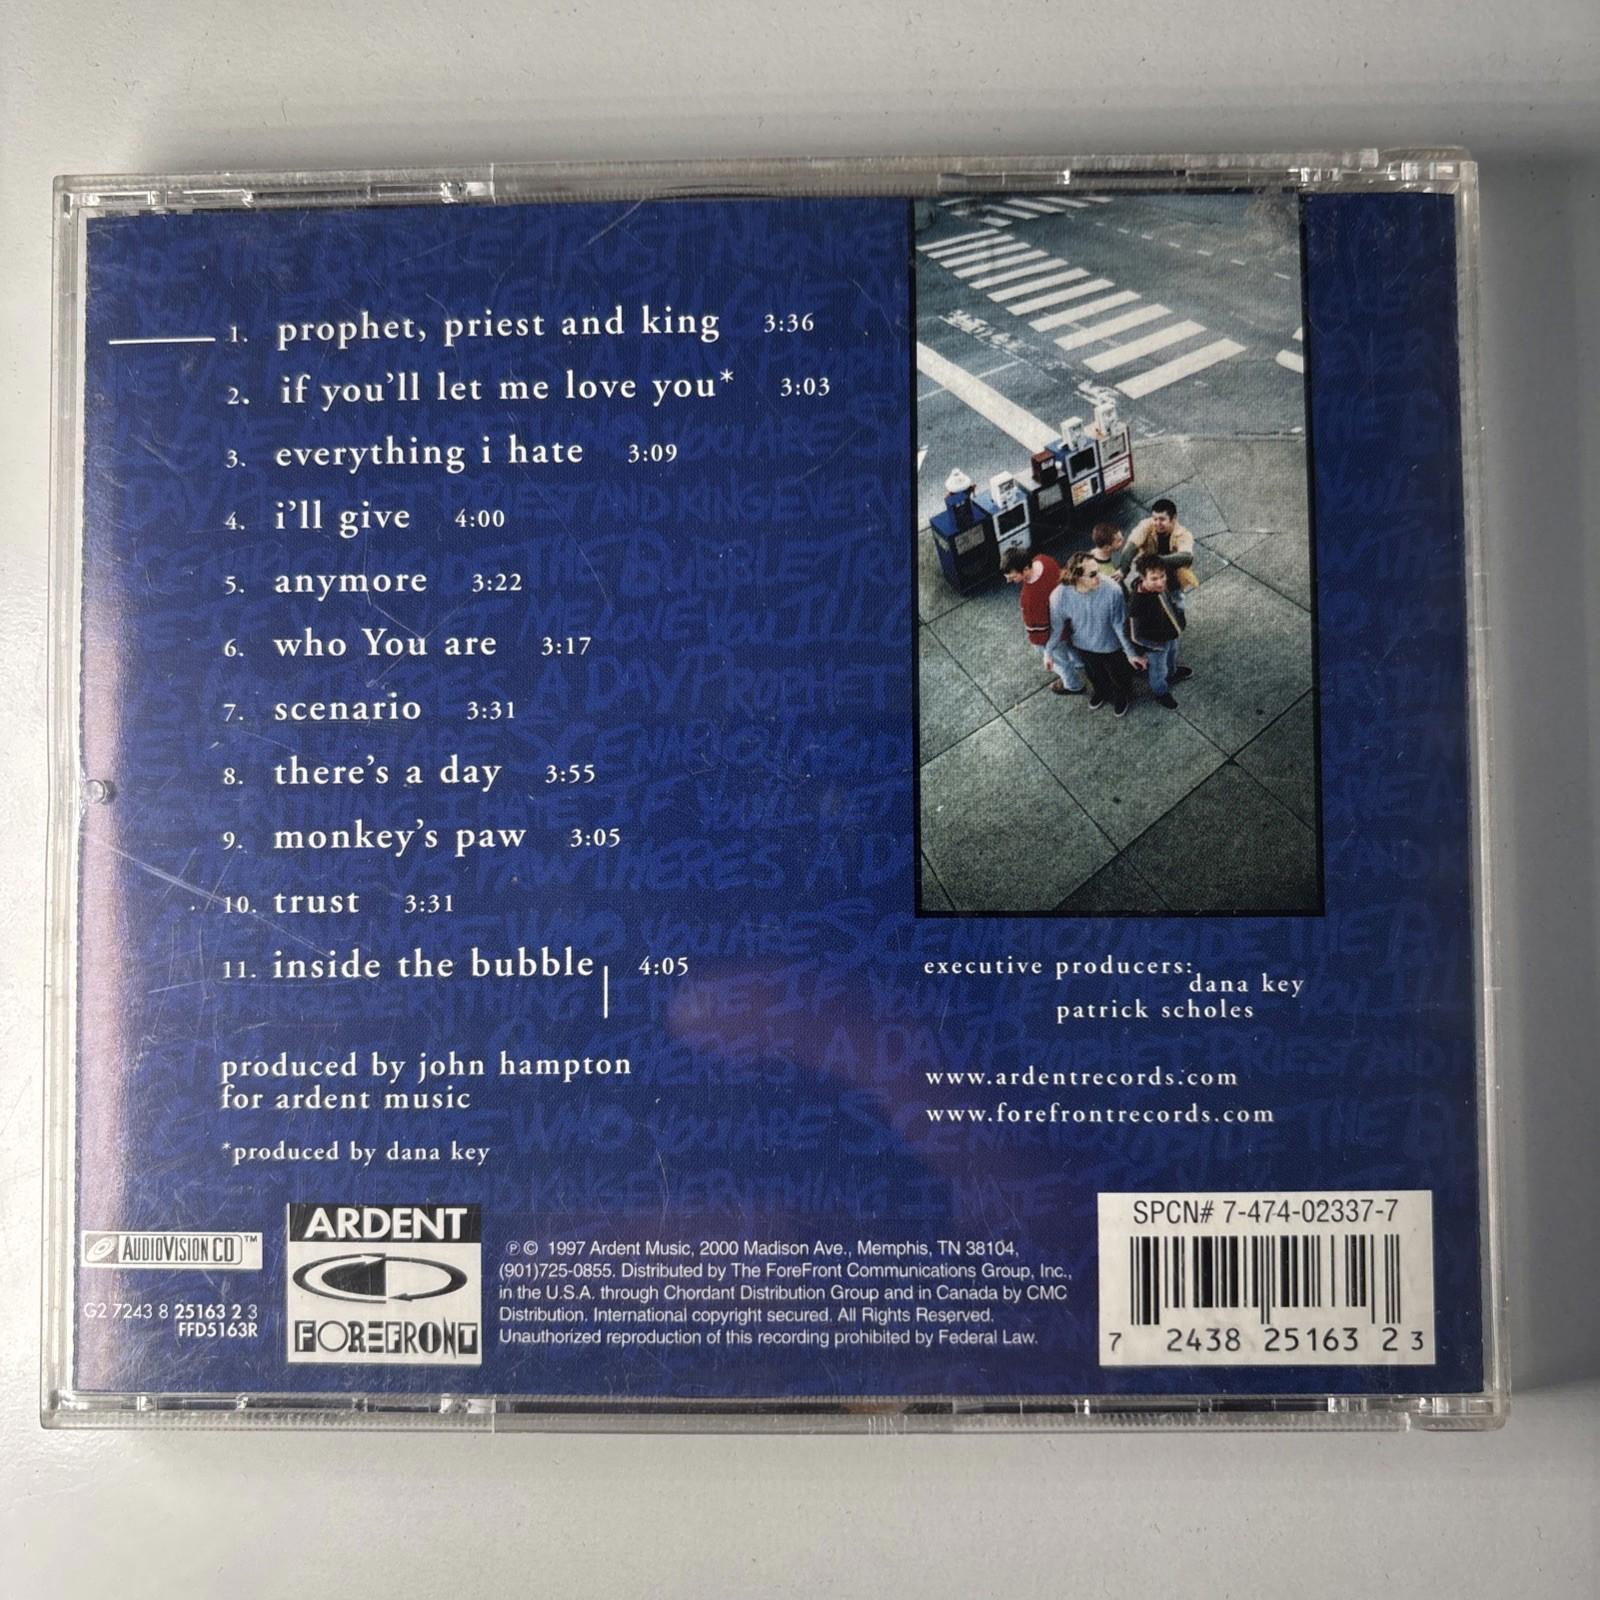 1. prophet, priest and king 3:36
2. if you'll let me love you* 3:03
3. everything i hate 3:09
4. i'll give 4:00
5. anymore 3:22
6. who You are 3:17
7. scenario 3:31
8. there's a day 3:55
9. monkey's paw 3:05
10. trust 3:31
11. inside the bubble 4:05
produced by john hampton
for ardent music
*produced by dana key
executive producers:
dana key
patrick scholes
www.ardentrecords.com
www.forefrontrecords.com
AUDIOVISION CD™
G2 7243 8 25163 2 3
FFD5163R
ARDENT
FOREFRONT
℗© 1997 Ardent Music, 2000 Madison Ave., Memphis, TN 38104,
(901)725-0855. Distributed by The ForeFront Communications Group, Inc.,
in the U.S.A. through Chordant Distribution Group and in Canada by CMC
Distribution. International copyright secured. All Rights Reserved.
Unauthorized reproduction of this recording prohibited by Federal Law.
SPCN# 7-474-02337-7
7 2438 25163 2 3